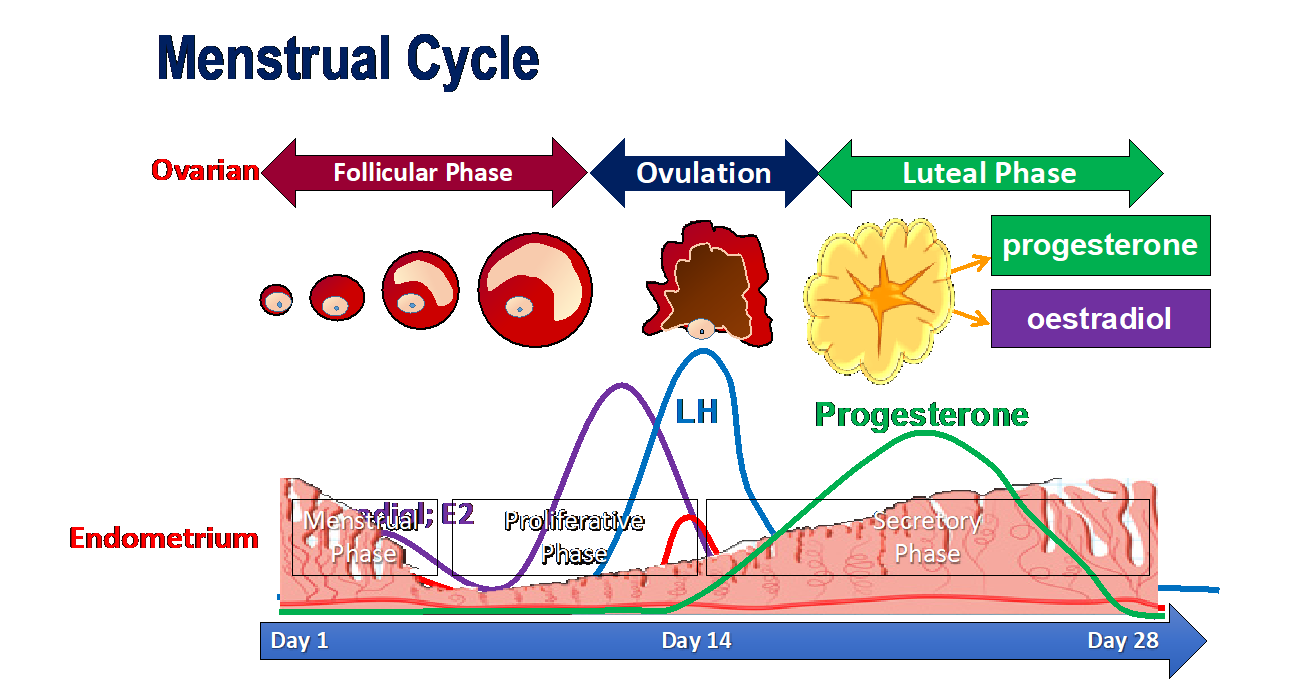 Menstrual Cycle
Ovarian
Follicular Phase
Ovulation
Luteal Phase
progesterone
oestradiol
LH
Progesterone
E2
Endometrium
Menstrual
Phase
Proliferative
Phase
Secretory
Phase
Day 1
Day 14
Day 28